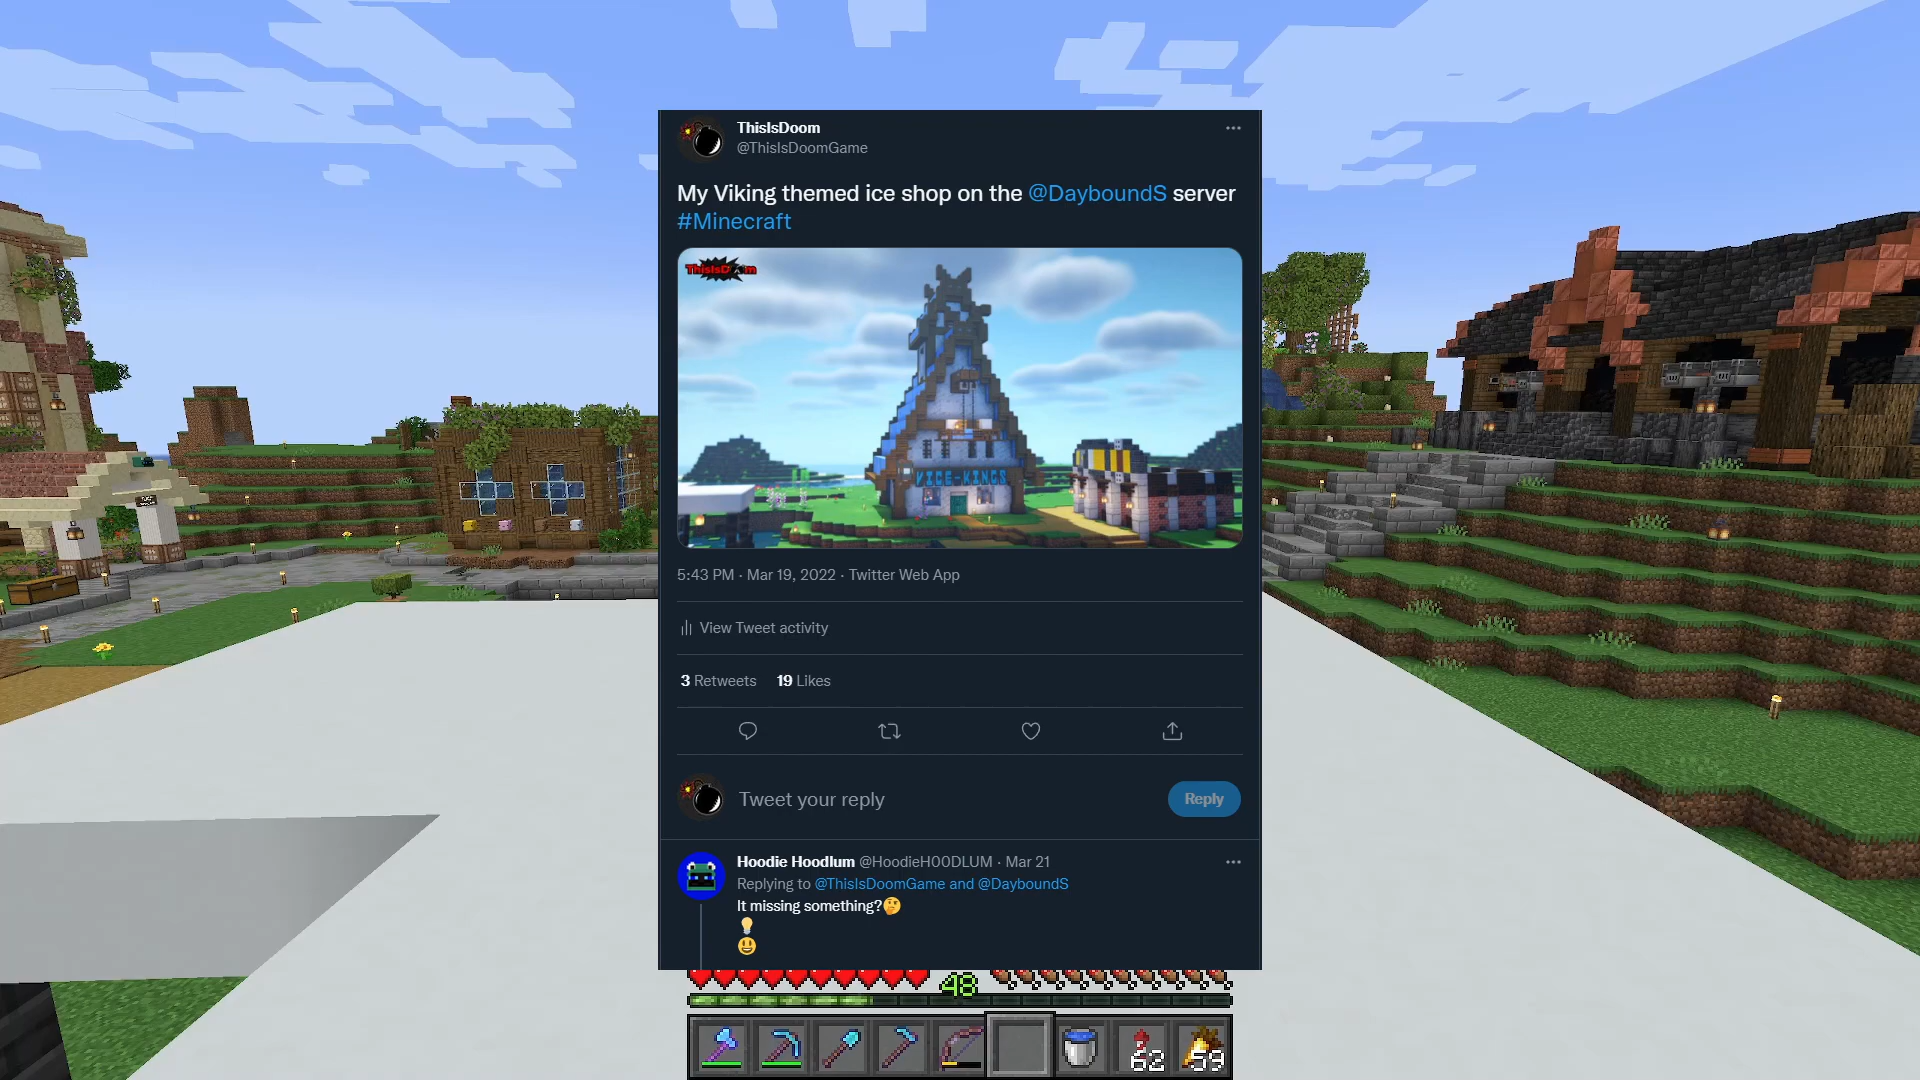 ThisIsDoom
@ThisIsDoomGame
My Viking themed ice shop on the @DayboundS server
#Minecraft
ThisIsDoom
VICE-KINGS
5:43 PM · Mar 19, 2022 · Twitter Web App
View Tweet activity
3 Retweets 19 Likes
Tweet your reply
Reply
Hoodie Hoodlum @HoodieH00DLUM · Mar 21
Replying to @ThisIsDoomGame and @DayboundS
It missing something?🤔
💡
😃
48
62
59